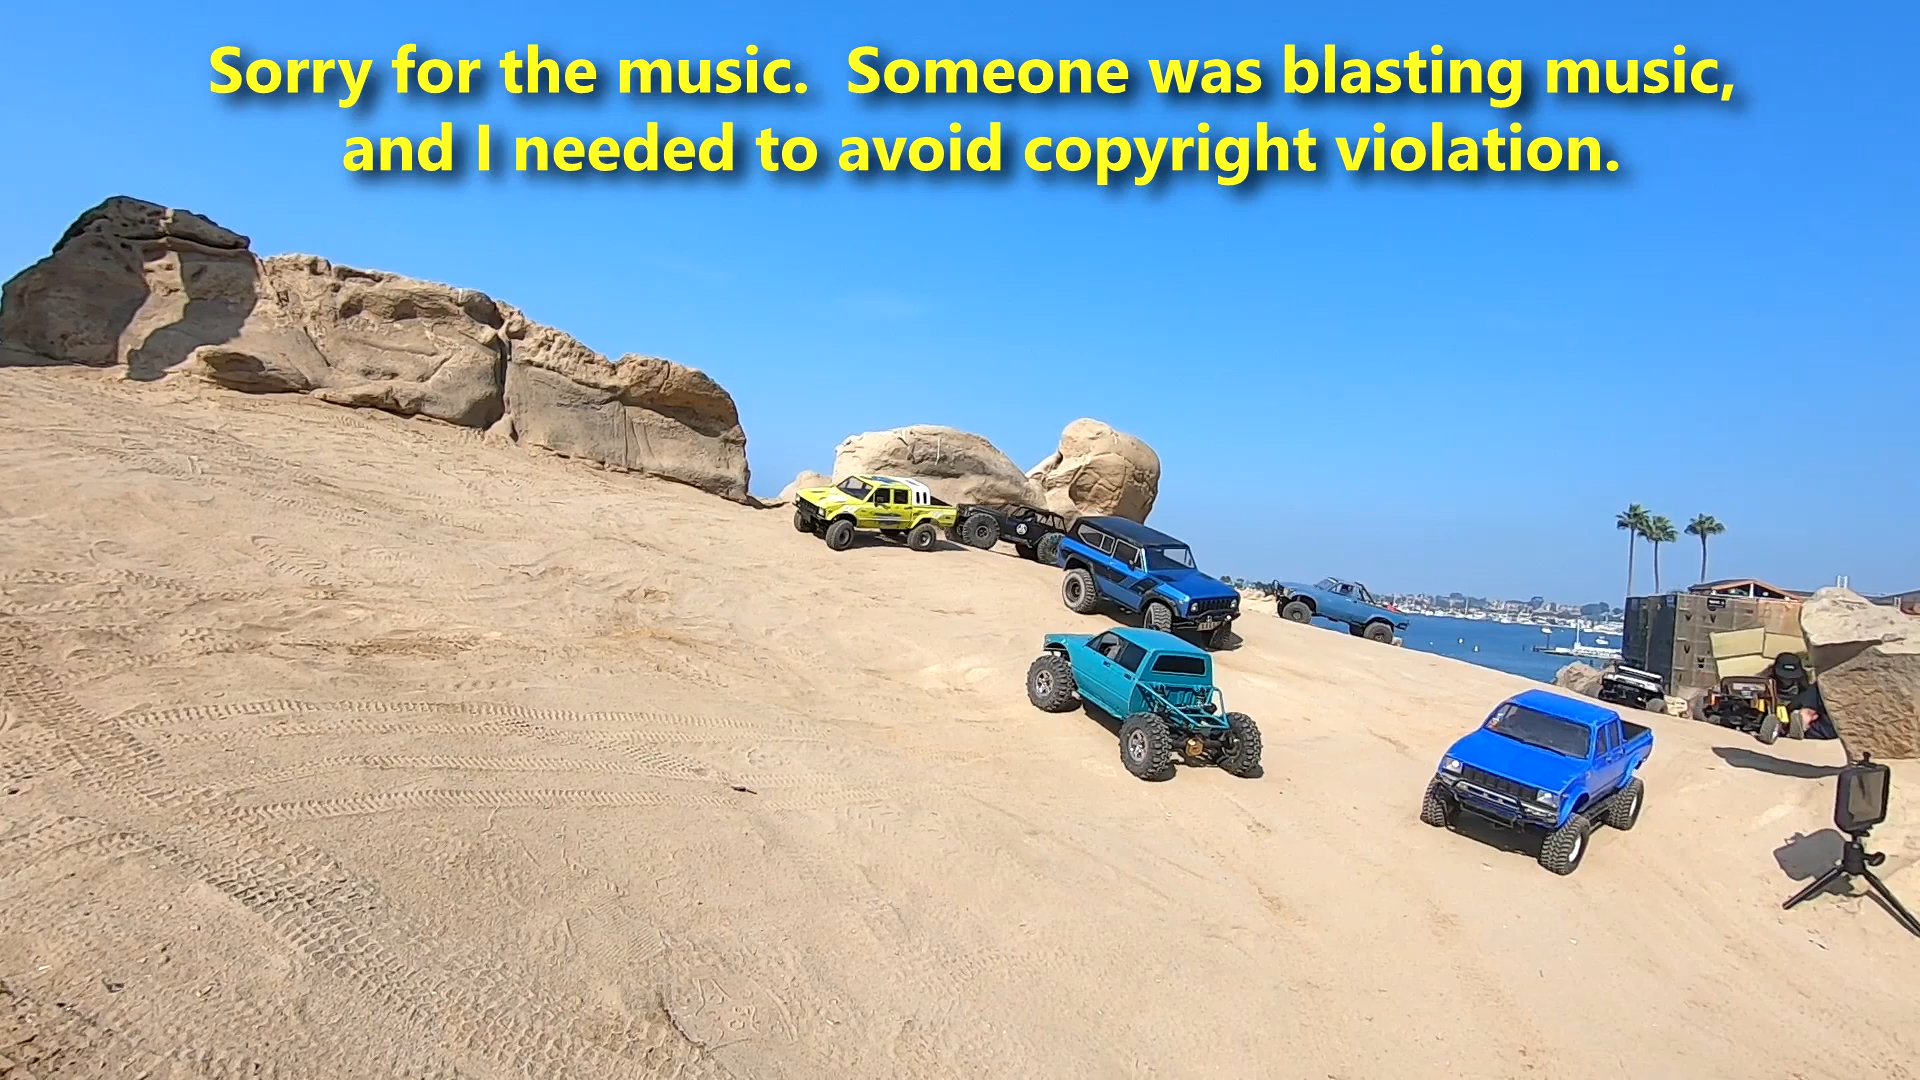 Sorry for the music.  Someone was blasting music,
and I needed to avoid copyright violation.